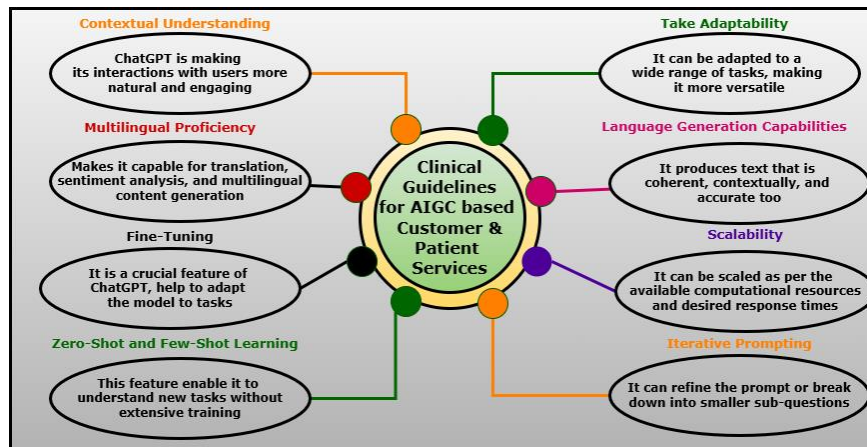 Contextual Understanding
ChatGPT is making
its interactions with users more
natural and engaging
Multilingual Proficiency
Makes it capable for translation,
sentiment analysis, and multilingual
content generation
Fine-Tuning
It is a crucial feature of
ChatGPT, help to adapt
the model to tasks
Zero-Shot and Few-Shot Learning
This feature enable it to
understand new tasks without
extensive training
Clinical
Guidelines
for AIGC based
Customer &
Patient
Services
Take Adaptability
It can be adapted to a
wide range of tasks, making
it more versatile
Language Generation Capabilities
It produces text that is
coherent, contextually, and
accurate too
Scalability
It can be scaled as per the
available computational resources
and desired response times
Iterative Prompting
It can refine the prompt or break
down into smaller sub-questions